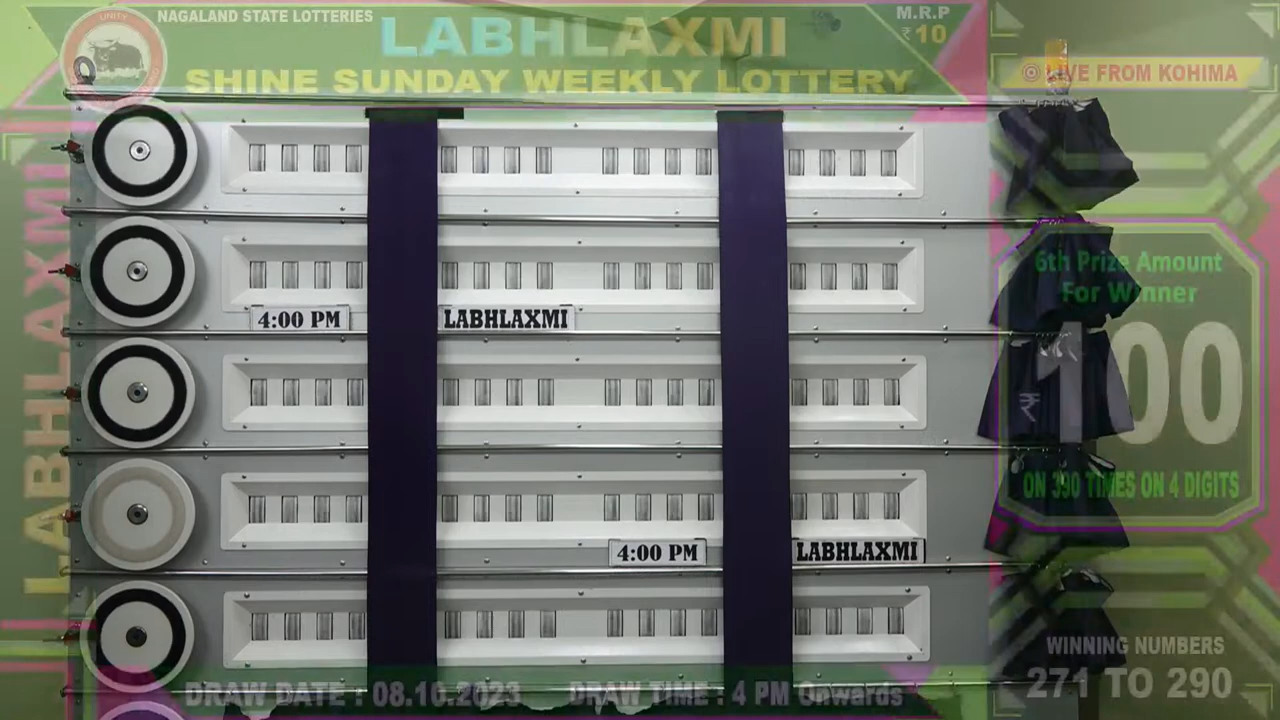 UNITY
NAGALAND STATE LOTTERIES
LABHLAXMI
SHINE SUNDAY WEEKLY LOTTERY
M.R.P
₹10
LIVE FROM KOHIMA
LABHLAXMI
4:00 PM
LABHLAXMI
4:00 PM
LABHLAXMI
6th Prize Amount
For Winner
₹100
ON 390 TIMES ON 4 DIGITS
WINNING NUMBERS
271 TO 290
DRAW DATE : 08.10.2023 DRAW TIME : 4 PM Onwards